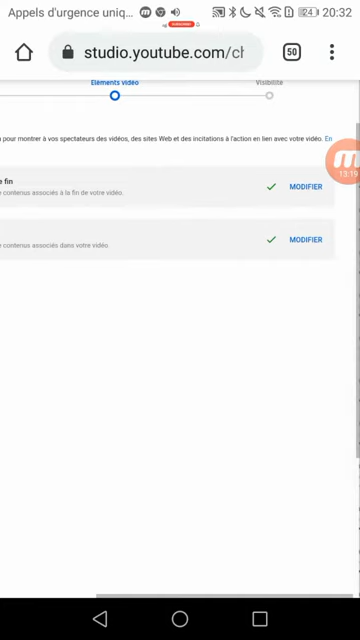 Appels d'urgence uniq...
24
20:32
studio.youtube.com/ch
50
Éléments vidéo
Visibilité
pour montrer à vos spectateurs des vidéos, des sites Web et des incitations à l'action en lien avec votre vidéo. En
e fin
MODIFIER
contenus associés à la fin de votre vidéo.
MODIFIER
contenus associés dans votre vidéo.
13:19